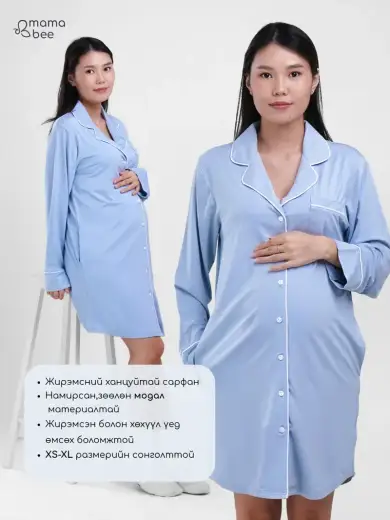 mama
bee
• Жирэмсний ханцуйтай сарфан
• Намирсан,зөөлөн модал
материалтай
• Жирэмсэн болон хөхүүл үед
өмсөх боломжтой
• XS-XL размерийн сонголттой